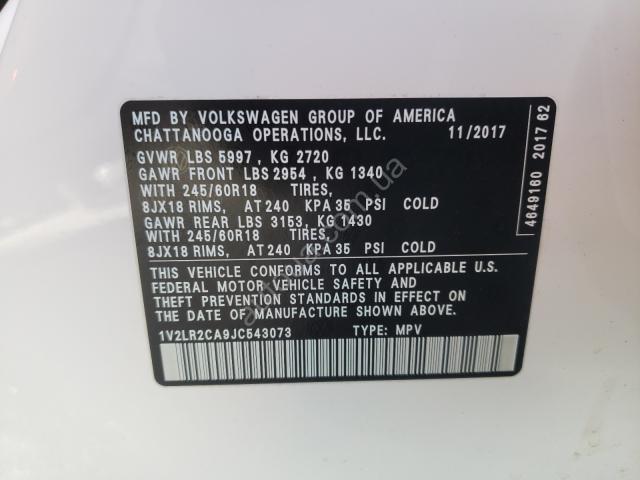 MFD BY VOLKSWAGEN GROUP OF AMERICA
CHATTANOOGA OPERATIONS, LLC. 11/2017
GVWR LBS 5997 , KG 2720
GAWR FRONT LBS 2954 , KG 1340
WITH 245/60R18 TIRES,
8JX18 RIMS, AT 240 KPA 35 PSI COLD
GAWR REAR LBS 3153, KG 1430
WITH 245/60R18 TIRES,
8JX18 RIMS, AT 240 KPA 35 PSI COLD
THIS VEHICLE CONFORMS TO ALL APPLICABLE U.S.
FEDERAL MOTOR VEHICLE SAFETY AND
THEFT PREVENTION STANDARDS IN EFFECT ON
THE DATE OF MANUFACTURE SHOWN ABOVE.
1V2LR2CA9JC543073 TYPE: MPV
4649160 2017 62